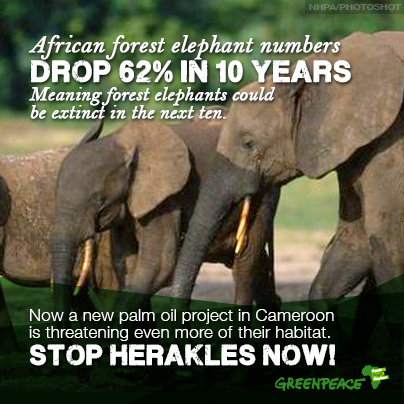 NHPA/PHOTOSHOT
African forest elephant numbers
DROP 62% IN 10 YEARS
Meaning forest elephants could
be extinct in the next ten.
Now a new palm oil project in Cameroon
is threatening even more of their habitat.
STOP HERAKLES NOW!
GREENPEACE